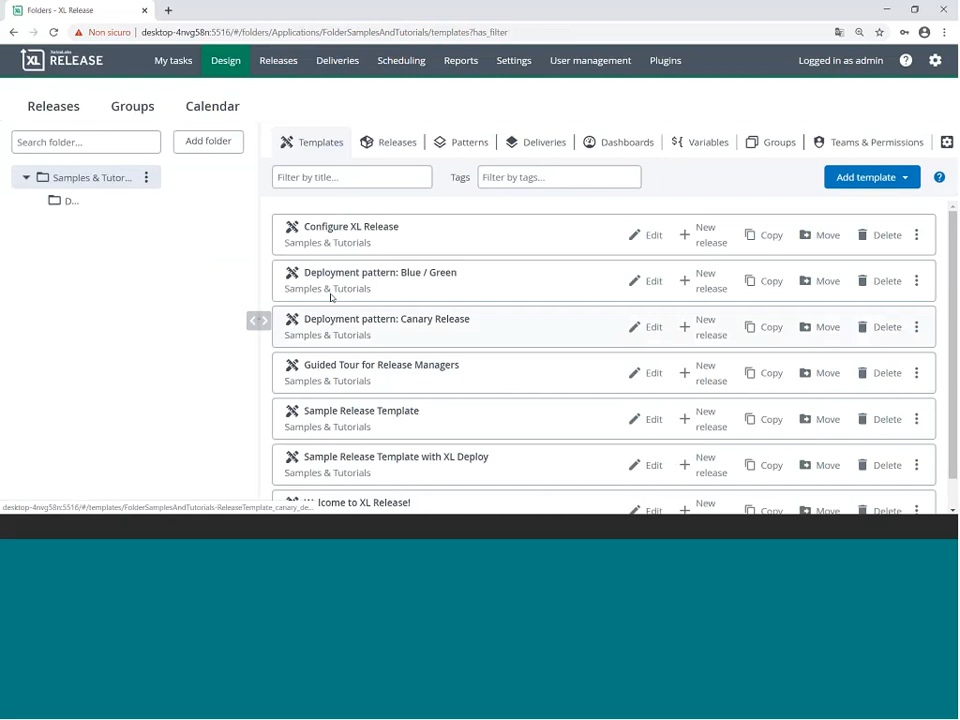 Folders - XL Release
Non sicuro desktop-4nvg58n:5516/#/folders/Applications/FolderSamplesAndTutorials/templates?has_filter
XL RELEASE My tasks Design Releases Deliveries Scheduling Reports Settings User management Plugins Logged in as admin
Releases Groups Calendar
Search folder... Add folder Templates Releases Patterns Deliveries Dashboards Variables Groups Teams & Permissions
Samples & Tutor... Filter by title... Tags Filter by tags... Add template
D...
Configure XL Release
Samples & Tutorials
Edit New release Copy Move Delete
Deployment pattern: Blue / Green
Samples & Tutorials
Edit New release Copy Move Delete
Deployment pattern: Canary Release
Samples & Tutorials
Edit New release Copy Move Delete
Guided Tour for Release Managers
Samples & Tutorials
Edit New release Copy Move Delete
Sample Release Template
Samples & Tutorials
Edit New release Copy Move Delete
Sample Release Template with XL Deploy
Samples & Tutorials
Edit New release Copy Move Delete
lcome to XL Release!
Edit New Copy Move Delete
desktop-4nvg58n:5516/#/templates/FolderSamplesAndTutorials-ReleaseTemplate_canary_de...